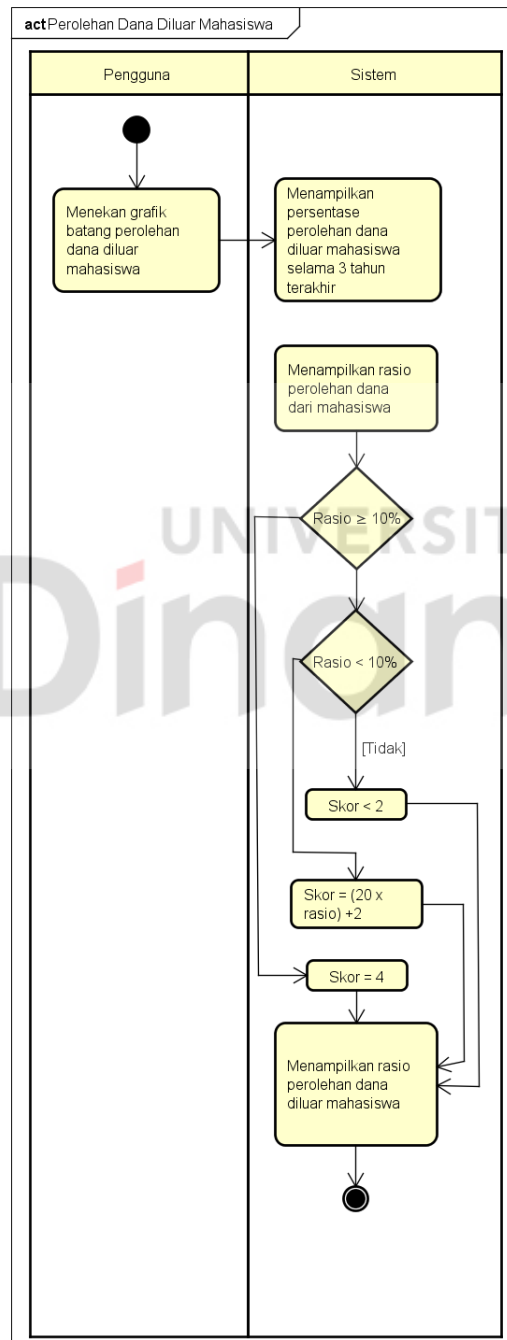 act Perolehan Dana Diluar Mahasiswa
Pengguna
Sistem
Menekan grafik
batang perolehan
dana diluar
mahasiswa
Menampilkan
persentase
perolehan dana
diluar mahasiswa
selama 3 tahun
terakhir
Menampilkan rasio
perolehan dana
dari mahasiswa
Rasio ≥ 10%
UNIVERSIT
Dinam
Rasio < 10%
[Tidak]
Skor < 2
Skor = (20 x
rasio) +2
Skor = 4
Menampilkan rasio
perolehan dana
diluar mahasiswa